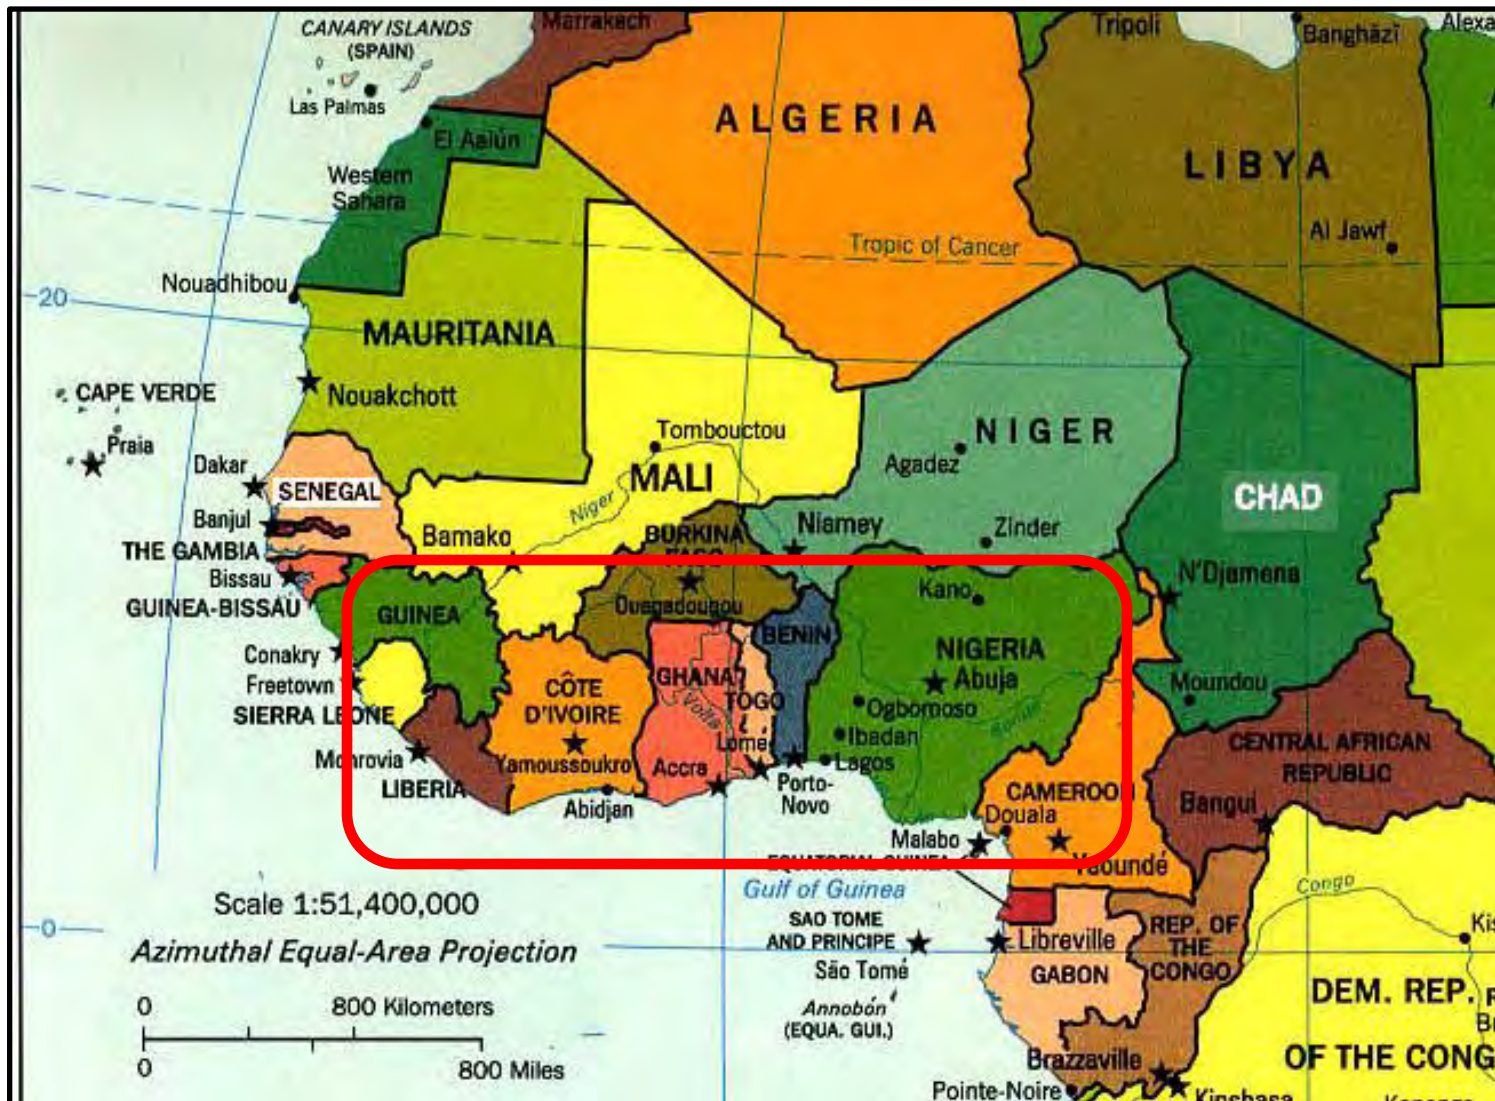 CANARY ISLANDS
(SPAIN)
Las Palmas
Marrakech
Tripoli
Banghāzī
El Aaiún
Western
Sahara
ALGERIA
LIBYA
Al Jawf
Tropic of Cancer
Nouadhibou
20
MAURITANIA
Nouakchott
CAPE VERDE
Praia
Dakar
SENEGAL
Banjul
THE GAMBIA
Bissau
GUINEA-BISSAU
Tombouctou
MALI
Niger
Bamako
NIGER
Agadez
Niamey
Zinder
CHAD
N'Djamena
Moundou
BURKINA
FASO
Ouagadougou
GUINEA
Conakry
Freetown
SIERRA LEONE
Monrovia
LIBERIA
CÔTE
D'IVOIRE
Yamoussoukro
Abidjan
GHANA
Volta
Accra
TOGO
Lomé
BENIN
Porto-
Novo
Kano
NIGERIA
Abuja
Ogbomoso
Ibadan
Lagos
CAMEROON
Douala
Yaoundé
CENTRAL AFRICAN
REPUBLIC
Bangui
Malabo
EQUATORIAL GUINEA
Gulf of Guinea
SAO TOME
AND PRINCIPE
São Tomé
Annobón
(EQUA. GUI.)
Libreville
GABON
REP. OF
THE
CONGO
Brazzaville
Pointe-Noire
Kinshasa
Congo
DEM. REP.
OF THE CONG
0
Scale 1:51,400,000
Azimuthal Equal-Area Projection
0 800 Kilometers
0 800 Miles